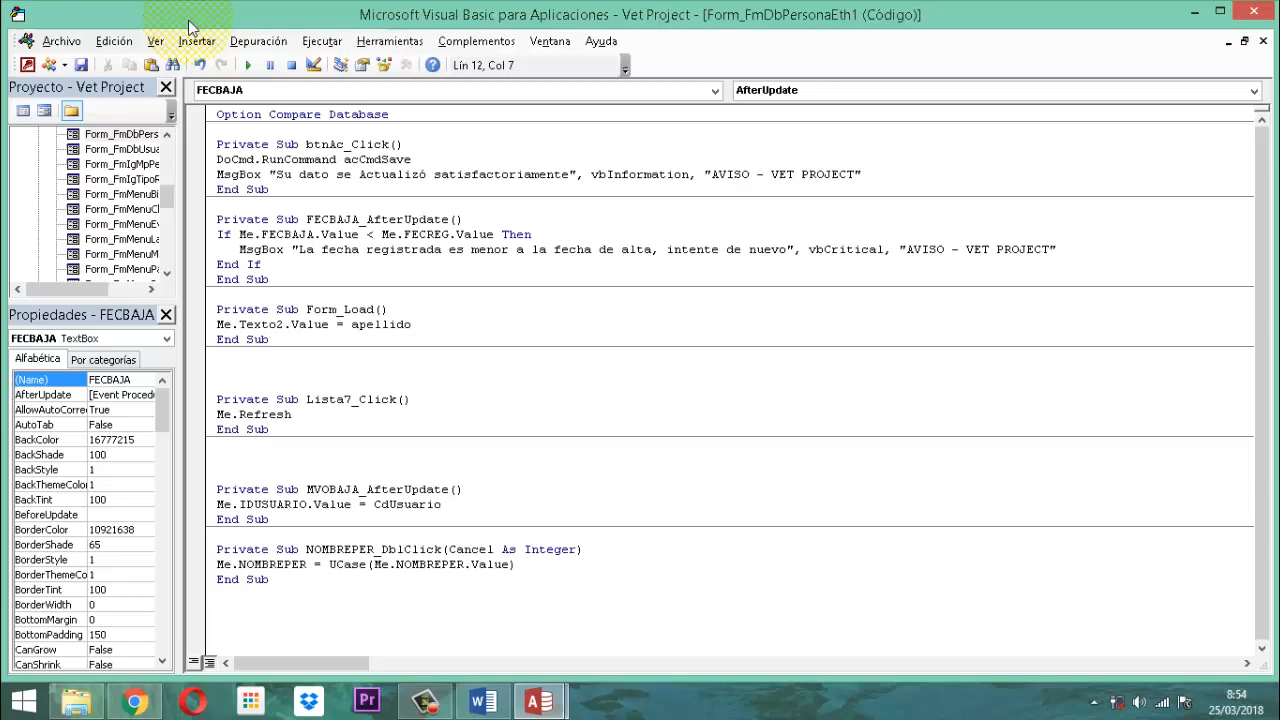 Microsoft Visual Basic para Aplicaciones - Vet Project - [Form_FmDbPersonaEth1 (Código)]
Archivo Edición Ver Insertar Depuración Ejecutar Herramientas Complementos Ventana Ayuda
Lín 12, Col 7
Proyecto - Vet Project
FECBAJA
AfterUpdate
Form_FmDbPers
Form_FmDbUsua
Form_FmIgMpPe
Form_FmIgTipoR
Form_FmMenuBi
Form_FmMenuCl
Form_FmMenuEv
Form_FmMenuLa
Form_FmMenuM
Form_FmMenuPa
Propiedades - FECBAJA
FECBAJA TextBox
Alfabética Por categorías
(Name) FECBAJA
AfterUpdate [Event Procedu
AllowAutoCorre True
AutoTab False
BackColor 16777215
BackShade 100
BackStyle 1
BackThemeColor 1
BackTint 100
BeforeUpdate
BorderColor 10921638
BorderShade 65
BorderStyle 1
BorderThemeCo 1
BorderTint 100
BorderWidth 0
BottomMargin 0
BottomPadding 150
CanGrow False
CanShrink False
Option Compare Database
Private Sub btnAc_Click()
DoCmd.RunCommand acCmdSave
MsgBox "Su dato se Actualizó satisfactoriamente", vbInformation, "AVISO - VET PROJECT"
End Sub
Private Sub FECBAJA_AfterUpdate()
If Me.FECBAJA.Value < Me.FECREG.Value Then
MsgBox "La fecha registrada es menor a la fecha de alta, intente de nuevo", vbCritical, "AVISO - VET PROJECT"
End If
End Sub
Private Sub Form_Load()
Me.Texto2.Value = apellido
End Sub
Private Sub Lista7_Click()
Me.Refresh
End Sub
Private Sub MVOBAJA_AfterUpdate()
Me.IDUSUARIO.Value = CdUsuario
End Sub
Private Sub NOMBREPER_DblClick(Cancel As Integer)
Me.NOMBREPER = UCase(Me.NOMBREPER.Value)
End Sub
Pr
8:54
25/03/2018